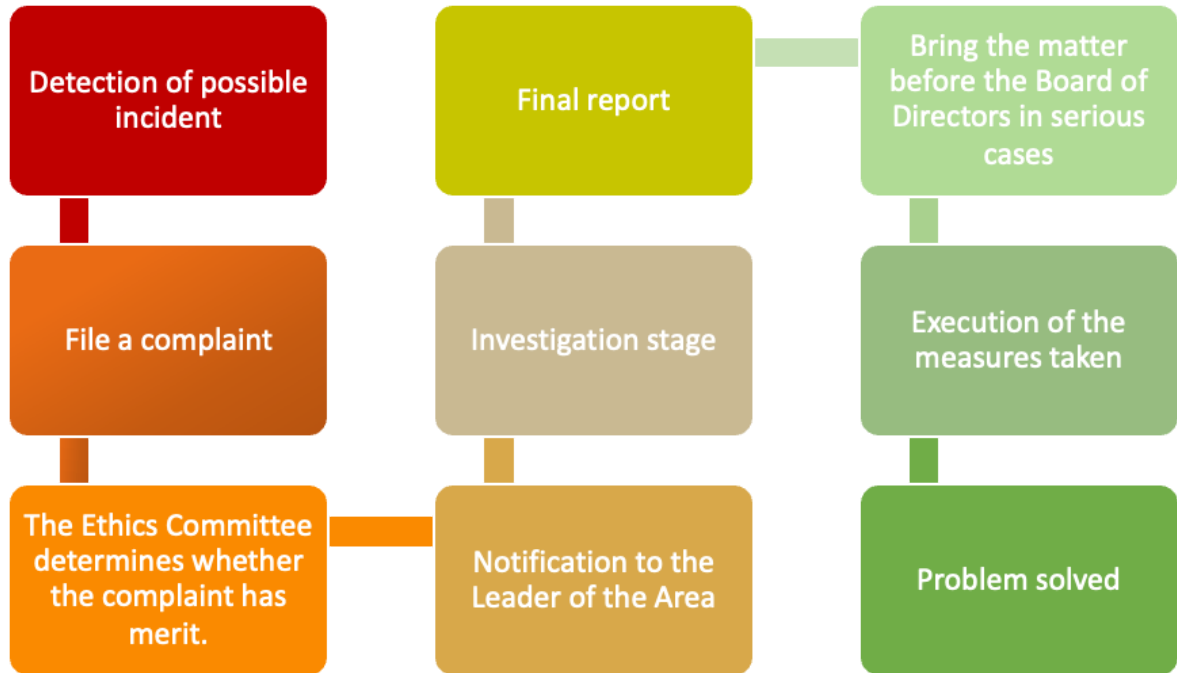 Detection of possible
incident
File a complaint
The Ethics Committee
determines whether
the complaint has
merit.
Notification to the
Leader of the Area
Investigation stage
Final report
Bring the matter
before the Board of
Directors in serious
cases
Execution of the
measures taken
Problem solved